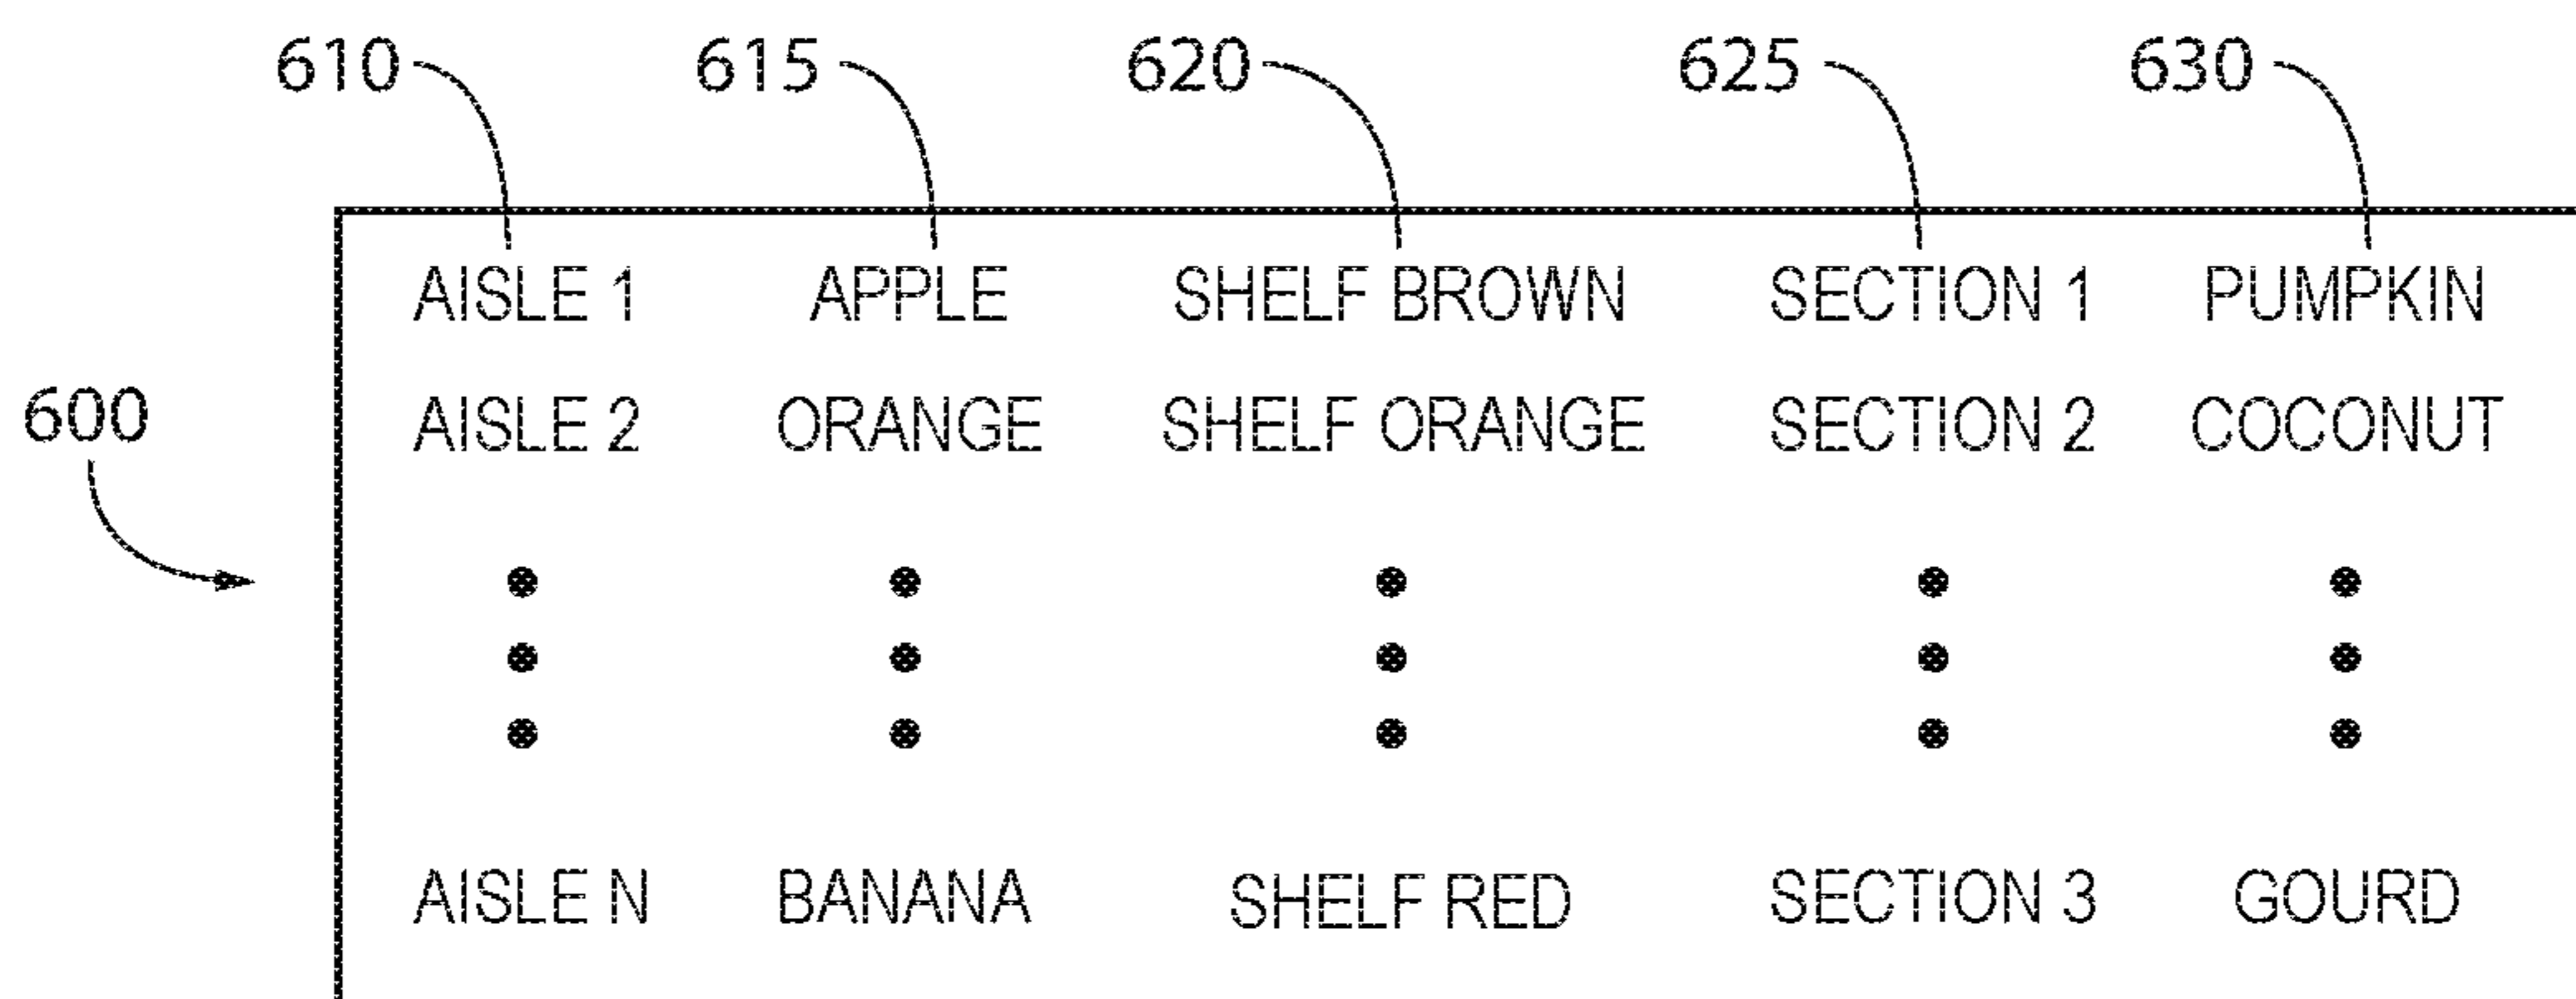 610 615 620 625 630
AISLE 1 APPLE SHELF BROWN SECTION 1 PUMPKIN
600 AISLE 2 ORANGE SHELF ORANGE SECTION 2 COCONUT
AISLE N BANANA SHELF RED SECTION 3 GOURD